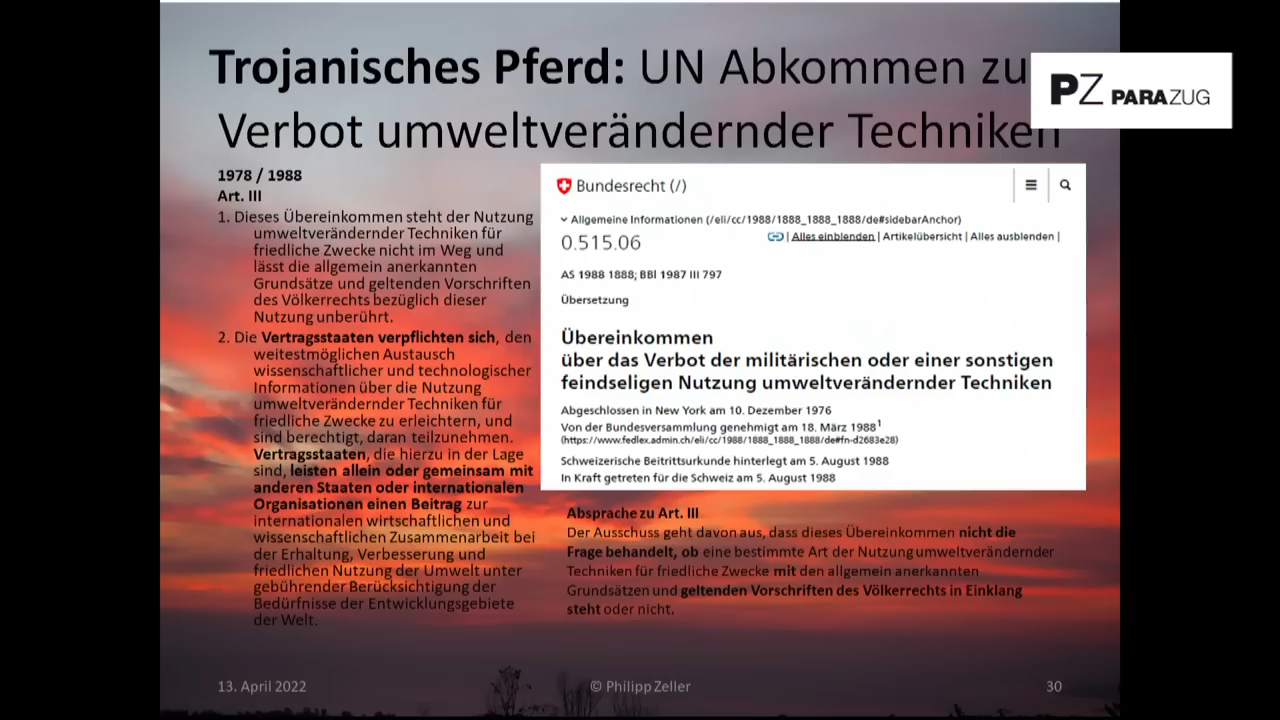 Trojanisches Pferd: UN Abkommen zu
Verbot umweltverändernder Techniken
PZ PARAZUG
1978 / 1988
Art. III
1. Dieses Übereinkommen steht der Nutzung
umweltverändernder Techniken für
friedliche Zwecke nicht im Weg und
lässt die allgemein anerkannten
Grundsätze und geltenden Vorschriften
des Völkerrechts bezüglich dieser
Nutzung unberührt.
2. Die Vertragsstaaten verpflichten sich, den
weitestmöglichen Austausch
wissenschaftlicher und technologischer
Informationen über die Nutzung
umweltverändernder Techniken für
friedliche Zwecke zu erleichtern, und
sind berechtigt, daran teilzunehmen.
Vertragsstaaten, die hierzu in der Lage
sind, leisten allein oder gemeinsam mit
anderen Staaten oder internationalen
Organisationen einen Beitrag zur
internationalen wirtschaftlichen und
wissenschaftlichen Zusammenarbeit bei
der Erhaltung, Verbesserung und
friedlichen Nutzung der Umwelt unter
gebührender Berücksichtigung der
Bedürfnisse der Entwicklungsgebiete
der Welt.
Bundesrecht (/)
Allgemeine Informationen (/eli/cc/1988/1888_1888_1888/de#sidebarAnchor)
0.515.06
| Alles einblenden | Artikelübersicht | Alles ausblenden |
AS 1988 1888; BBl 1987 III 797
Übersetzung
Übereinkommen
über das Verbot der militärischen oder einer sonstigen
feindseligen Nutzung umweltverändernder Techniken
Abgeschlossen in New York am 10. Dezember 1976
Von der Bundesversammlung genehmigt am 18. März 1988¹
(https://www.fedlex.admin.ch/eli/cc/1988/1888_1888_1888/de#fn-d2683e28)
Schweizerische Beitrittsurkunde hinterlegt am 5. August 1988
In Kraft getreten für die Schweiz am 5. August 1988
Absprache zu Art. III
Der Ausschuss geht davon aus, dass dieses Übereinkommen nicht die
Frage behandelt, ob eine bestimmte Art der Nutzung umweltverändernder
Techniken für friedliche Zwecke mit den allgemein anerkannten
Grundsätzen und geltenden Vorschriften des Völkerrechts in Einklang
steht oder nicht.
13. April 2022
© Philipp Zeller
30